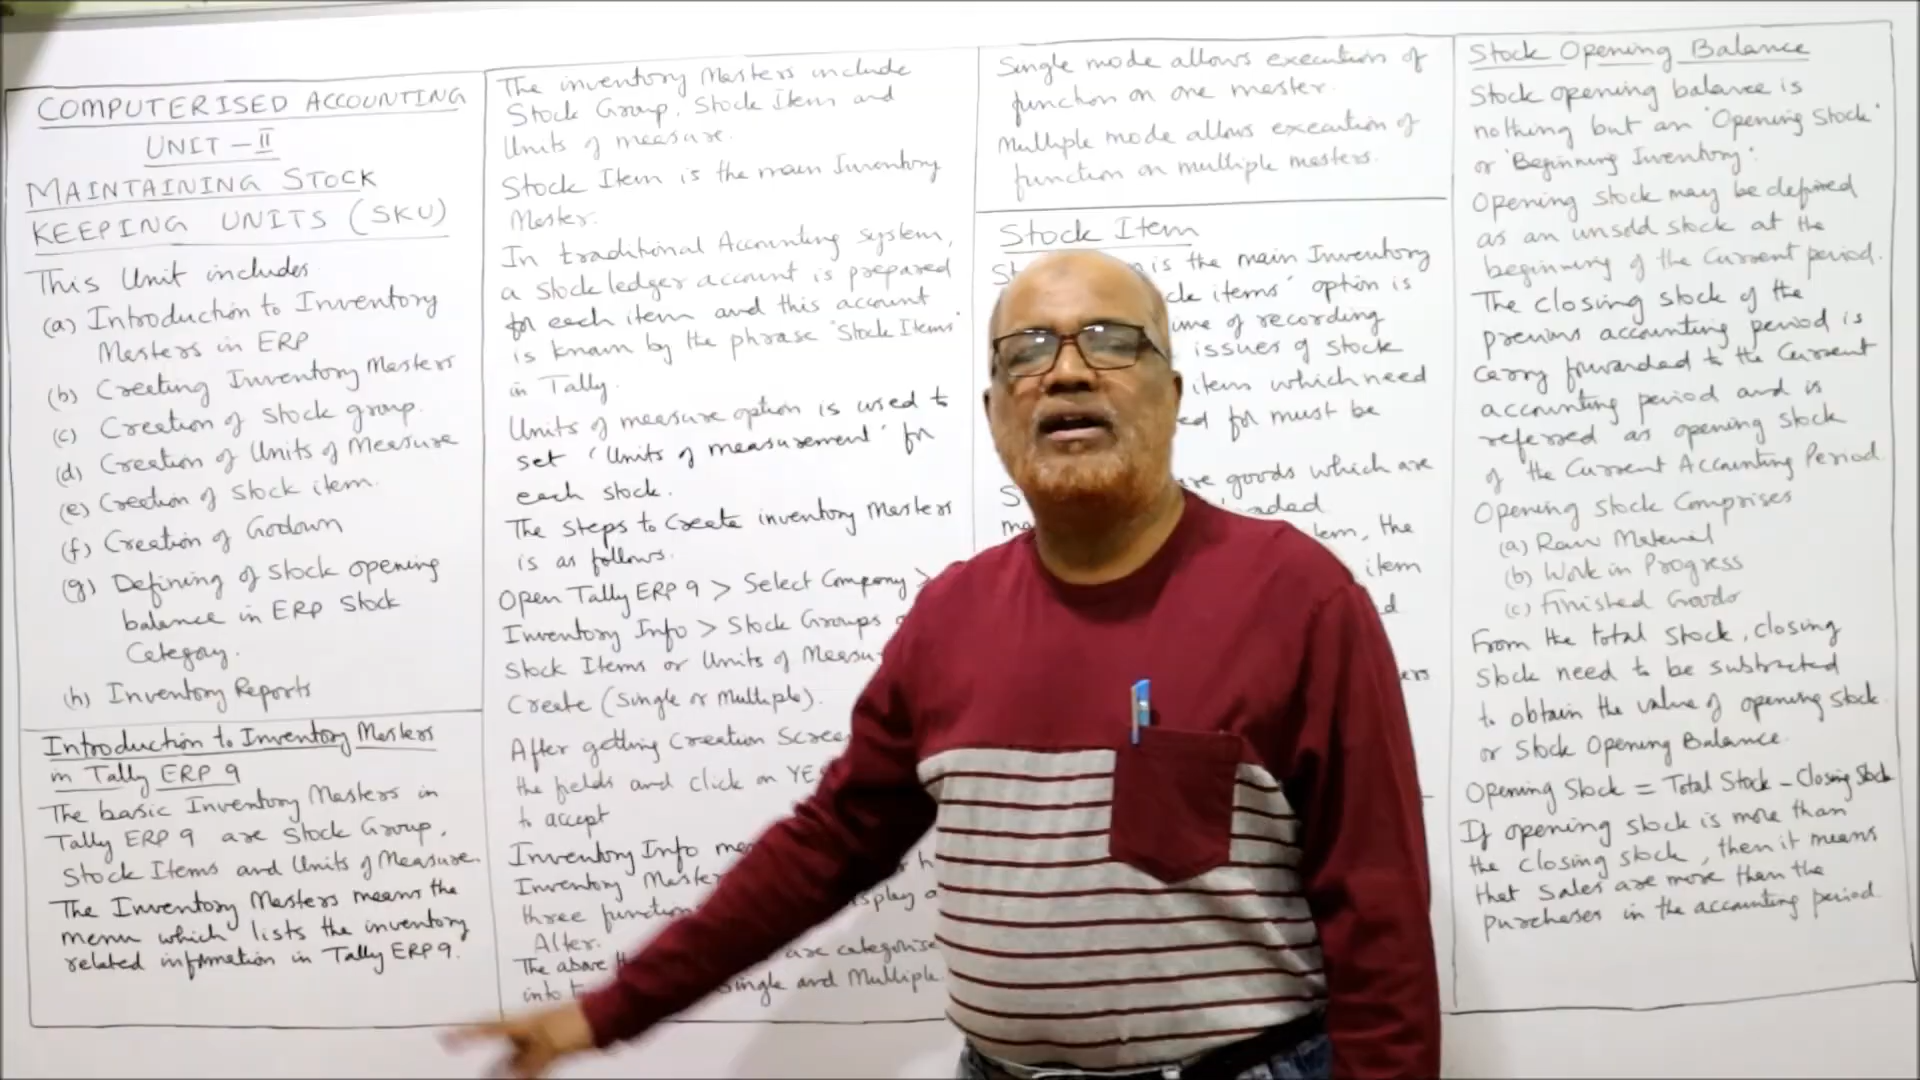 COMPUTERISED ACCOUNTING
UNIT - II
MAINTAINING STOCK
KEEPING UNITS (SKU)
This Unit includes
(a) Introduction to Inventory
Masters in ERP
(b) Creating Inventory Masters
(c) Creation of stock group.
(d) Creation of Units of Measure
(e) Creation of stock item.
(f) Creation of Godown
(g) Defining of stock opening
balance in ERP Stock
Category.
(h) Inventory Reports
Introduction to Inventory Masters
in Tally ERP 9
The basic Inventory Masters in
Tally ERP 9 are Stock Group,
Stock Items and Units of Measure.
The Inventory Masters means the
menu which lists the inventory
related information in Tally ERP 9.
The inventory Masters include
Stock Group, Stock Item and
Units of measure.
Stock Item is the main Inventory
Master.
In traditional Accounting system,
a stock ledger account is prepared
for each item and this account
is known by the phrase 'Stock Items'
in Tally.
Units of measure option is used to
set 'Units of measurement' for
each stock.
The steps to create inventory Masters
is as follows.
Open Tally ERP 9 > Select Company >
Inventory Info > Stock Groups
Stock Items or Units of
Create (Single or Multiple).
After getting Creation
the fields and click on YES
to accept
Inventory Info
Inventory
three
Alter.
The above are
into Single and Multiple.
Single mode allows execution of
function on one master.
Multiple mode allows execution of
function on multiple masters.
Stock Item
is the main Inventory
items' option is
of recording
issues of stock
items which need
for must be
goods which are
the
item
Stock Opening Balance
Stock opening balance is
nothing but an 'Opening Stock'
or 'Beginning Inventory'.
Opening stock may be defined
as an unsold stock at the
beginning of the Current period.
The closing stock of the
previous accounting period is
carry forwarded to the Current
accounting period and is
referred as opening stock
of the Current Accounting Period.
Opening Stock Comprises
(a) Raw Material
(b) Work in Progress
(c) Finished Goods
From the total stock, closing
stock need to be subtracted
to obtain the value of opening stock
or Stock Opening Balance.
Opening Stock = Total Stock - Closing Stock
If opening stock is more than
the closing stock, then it means
that sales are more than the
purchases in the accounting period.